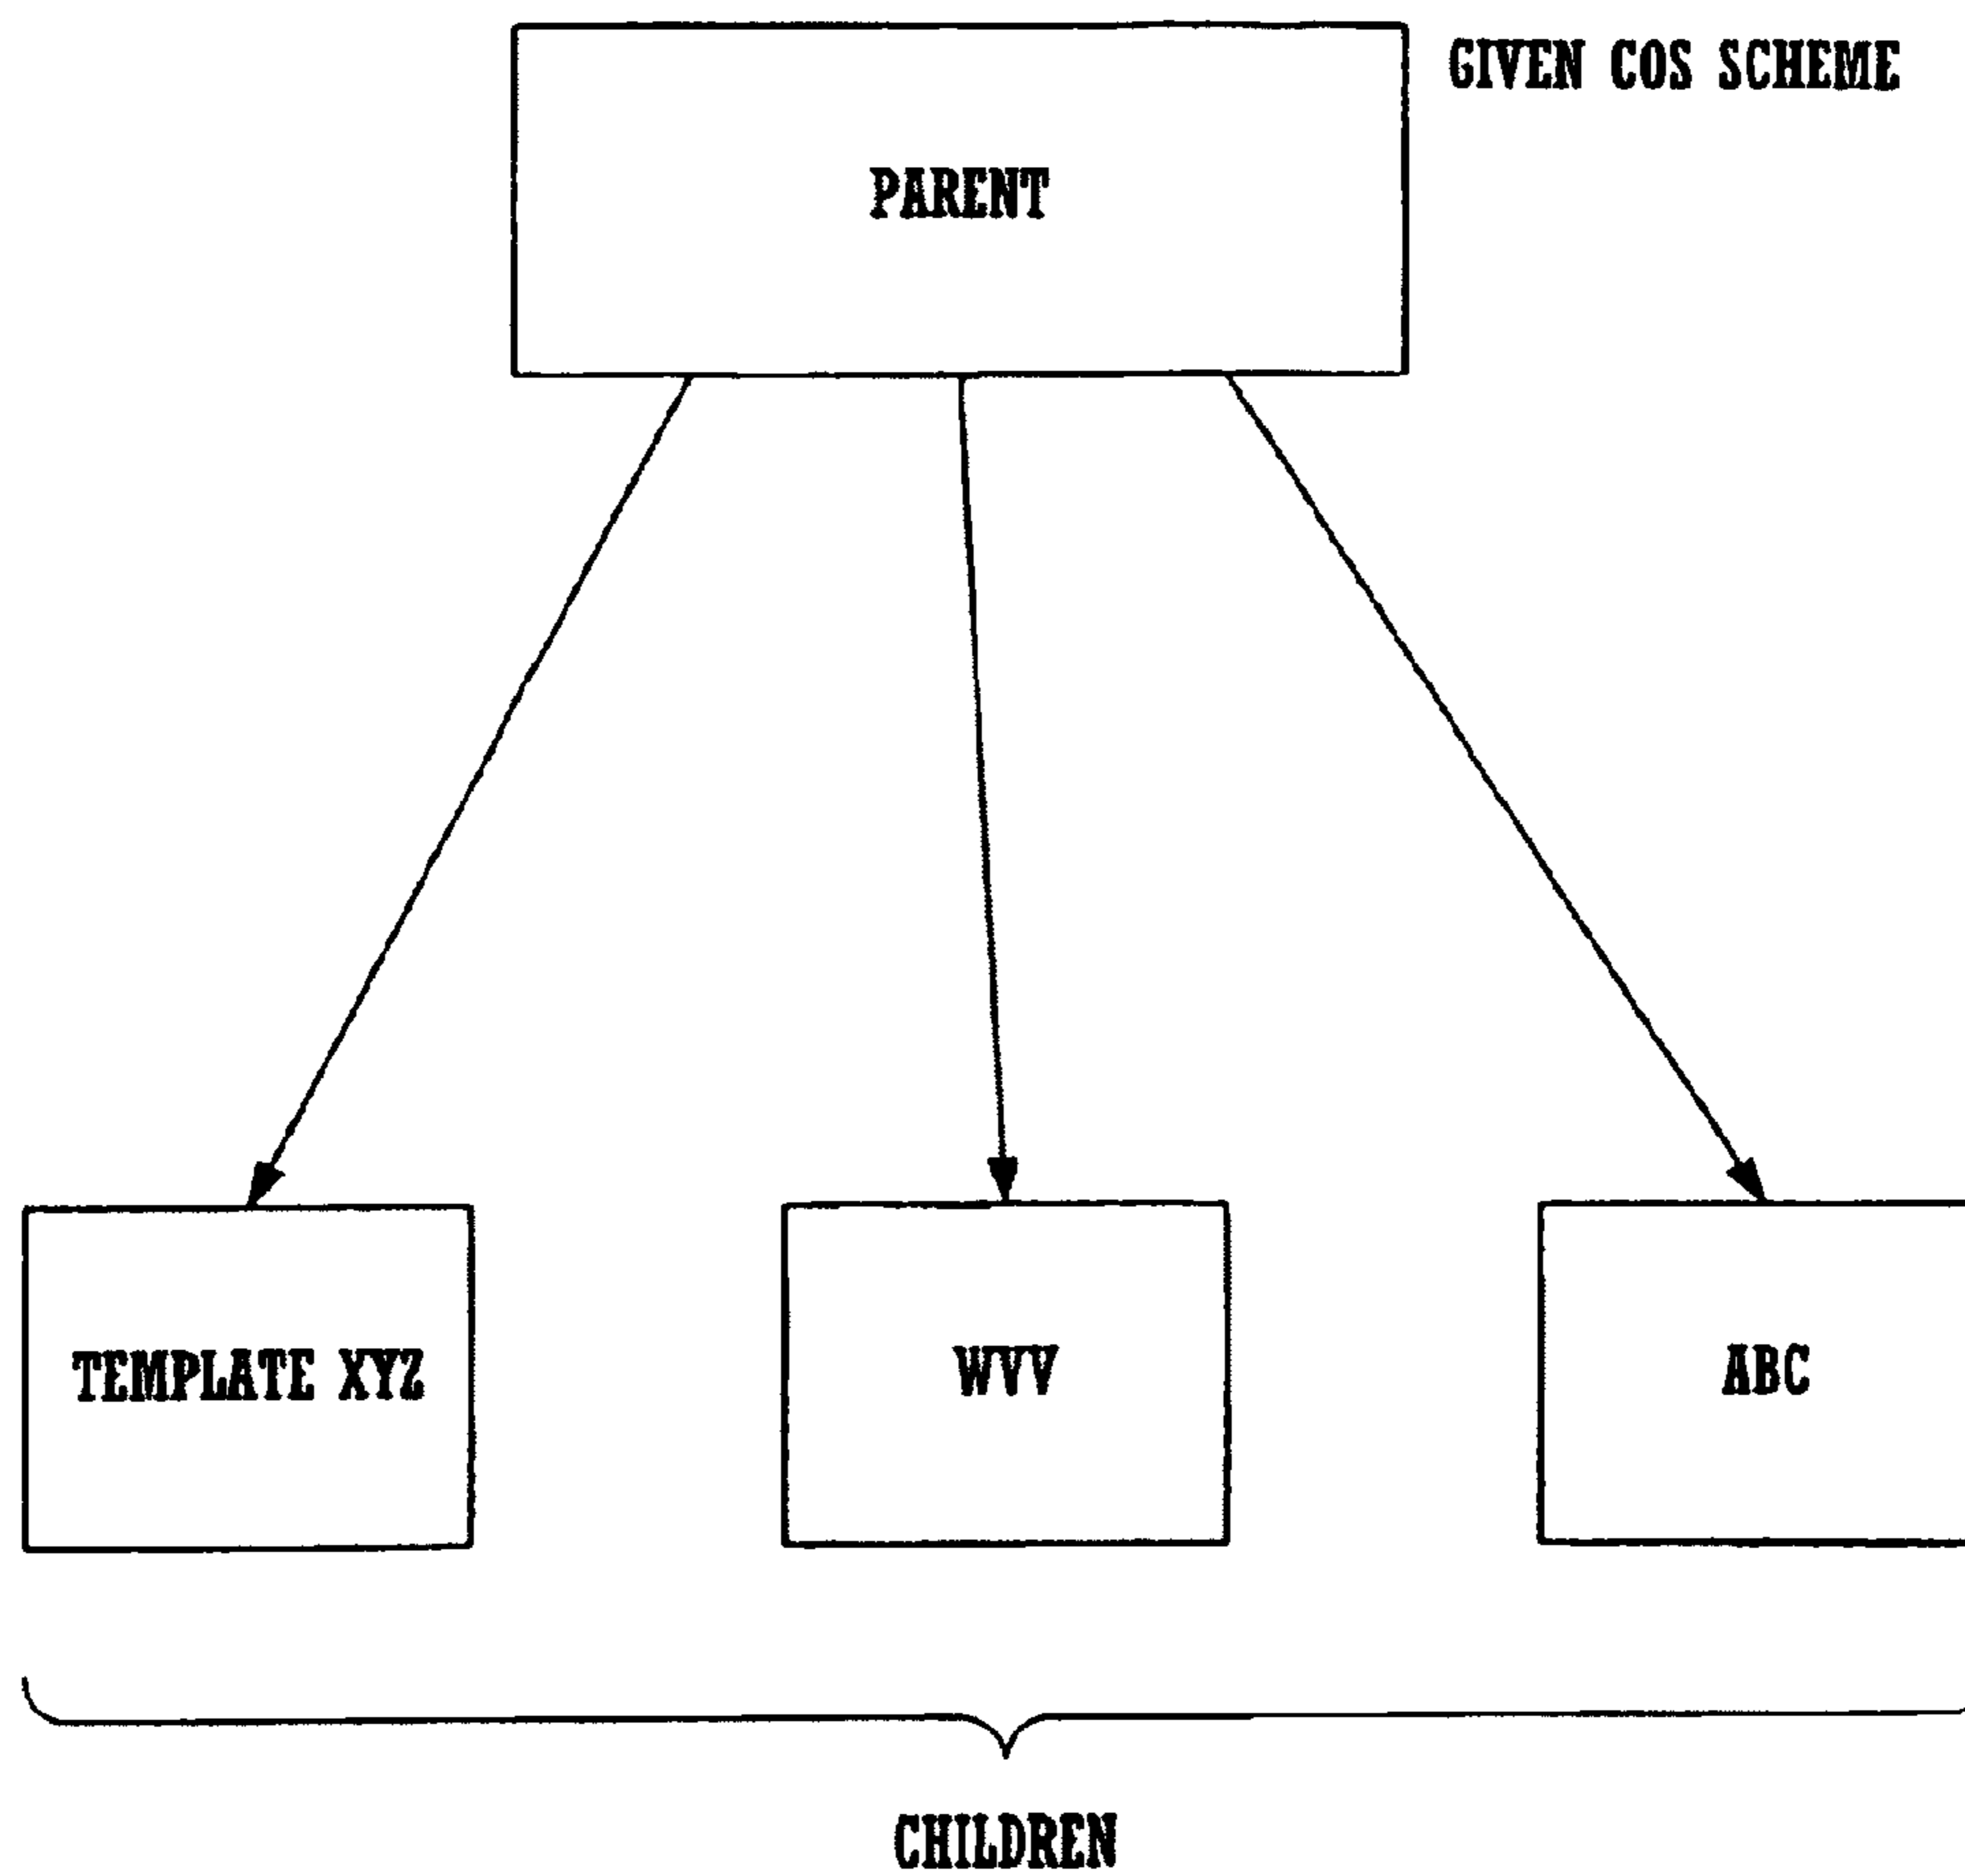 GIVEN COS SCHEME
PARENT
TEMPLATE XYZ
WVV
ABC
CHILDREN